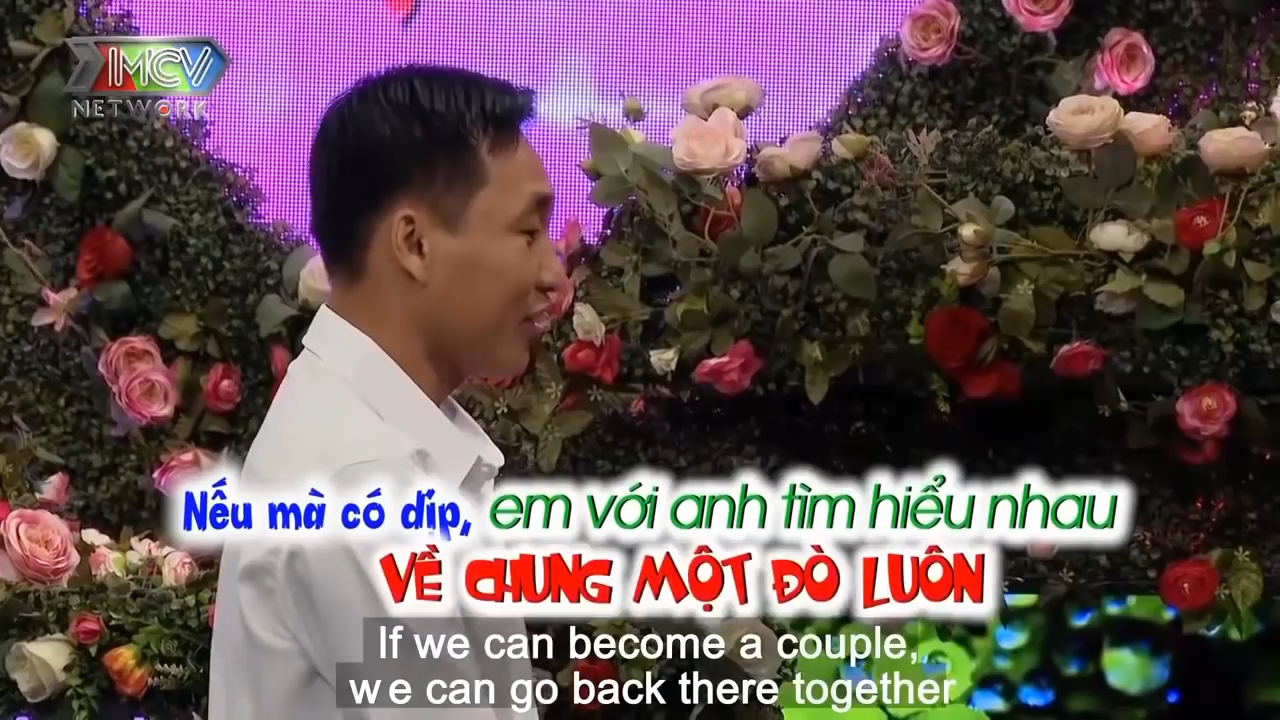 MCV
NETWORK
Nếu mà có dịp, em với anh tìm hiểu nhau
VỀ CHUNG MỘT ĐÒ LUÔN
If we can become a couple,
we can go back there together